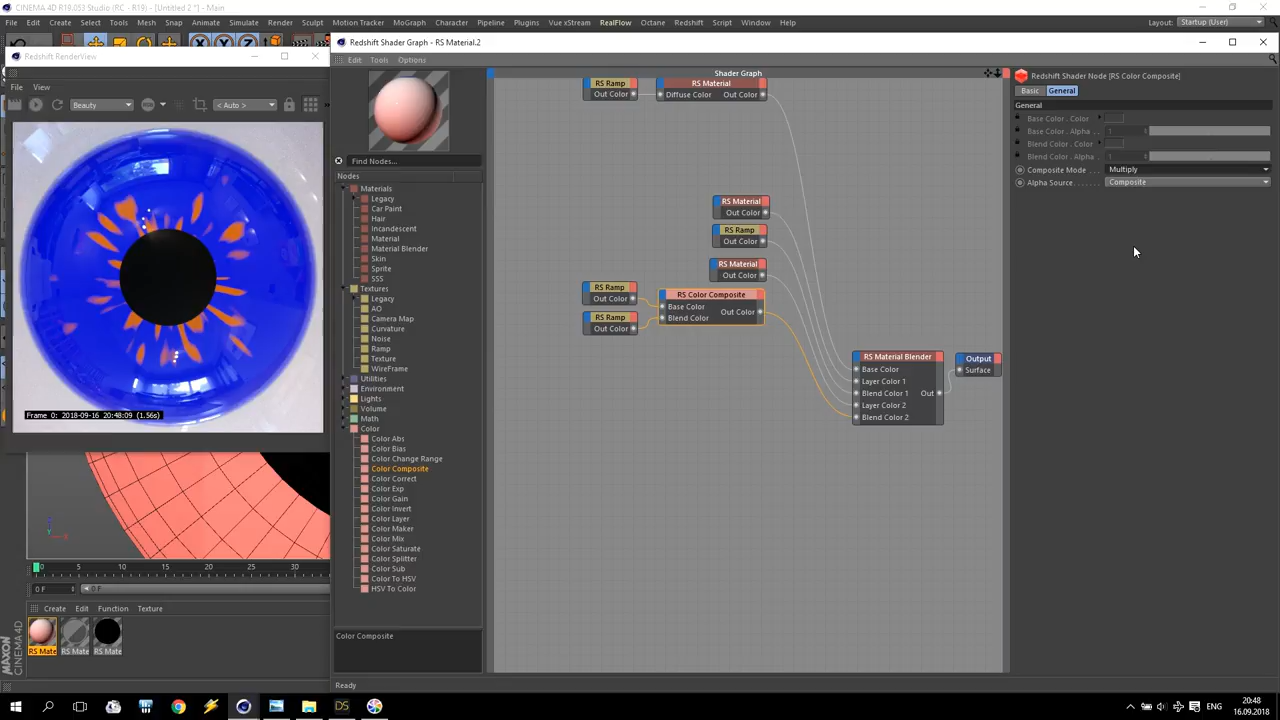 CINEMA 4D R19.053 Studio (RC - R19) - [Untitled 2 *] - Main
File Edit Create Select Tools Mesh Snap Animate Simulate Render Sculpt Motion Tracker MoGraph Character Pipeline Plugins Vue xStream RealFlow Octane Redshift Script Window Help Layout: Startup (User)
Redshift RenderView
Redshift Shader Graph - RS Material.2
Edit Tools Options
File View
Beauty
< Auto >
Frame 0: 2018-09-16 20:48:09 (1.56s)
Find Nodes...
Nodes
Materials
Legacy
Car Paint
Hair
Incandescent
Material
Material Blender
Skin
Sprite
SSS
Textures
Legacy
AO
Camera Map
Curvature
Noise
Ramp
Texture
WireFrame
Utilities
Environment
Lights
Volume
Math
Color
Color Abs
Color Bias
Color Change Range
Color Composite
Color Correct
Color Exp
Color Gain
Color Invert
Color Layer
Color Maker
Color Mix
Color Saturate
Color Splitter
Color Sub
Color To HSV
HSV To Color
Color Composite
Ready
Shader Graph
RS Ramp
Out Color
RS Material
Diffuse Color Out Color
RS Material
Out Color
RS Ramp
Out Color
RS Material
Out Color
RS Ramp
Out Color
RS Ramp
Out Color
RS Color Composite
Base Color
Out Color
Blend Color
RS Material Blender
Base Color
Layer Color 1
Blend Color 1 Out
Layer Color 2
Blend Color 2
Output
Surface
Redshift Shader Node [RS Color Composite]
Basic General
General
Base Color . Color
Base Color . Alpha . . 1
Blend Color . Color
Blend Color . Alpha 1
Composite Mode . . Multiply
Alpha Source . . . . . . . Composite
0 5 10 15 20 25 30
0 F 0 F
Create Edit Function Texture
RS Mate RS Mate RS Mate
MAXON
CINEMA 4D
DS
ENG
20:48
16.09.2018